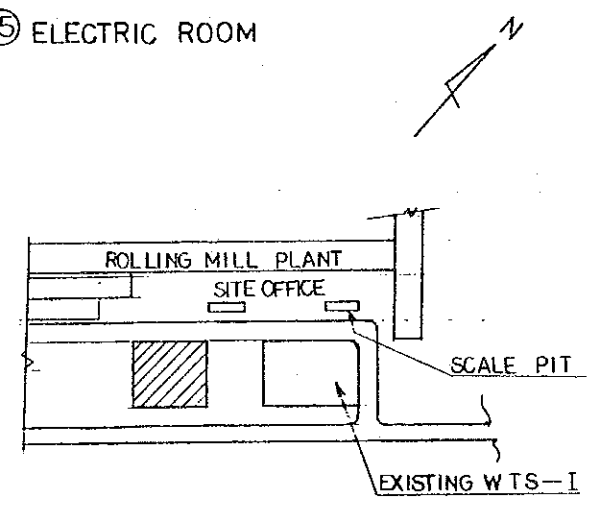 ⑤ ELECTRIC ROOM
N
ROLLING MILL PLANT
SITE OFFICE
SCALE PIT
EXISTING WTS-I